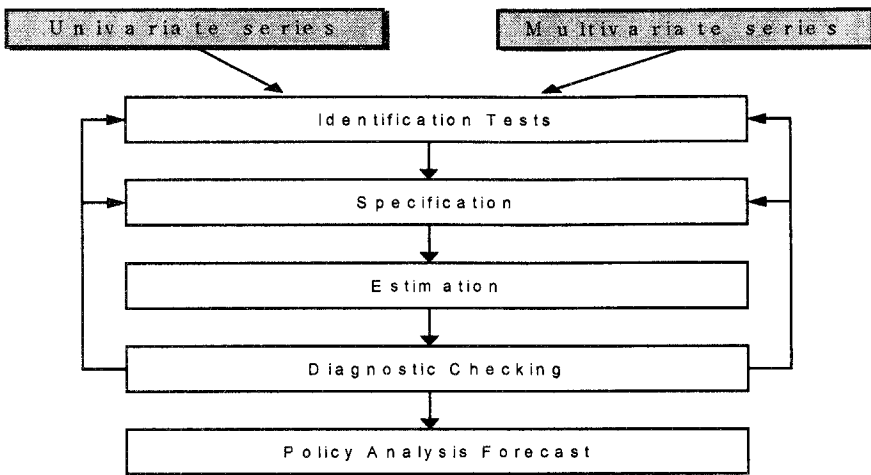 Univariate series
Multivariate series
Identification Tests
Specification
Estimation
Diagnostic Checking
Policy Analysis Forecast